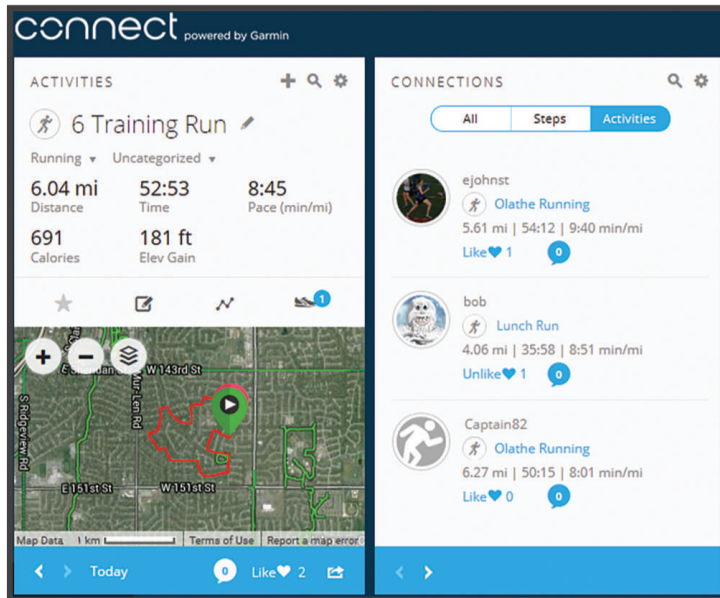 connect powered by Garmin
ACTIVITIES
6 Training Run
Running Uncategorized
6.04 mi 52:53 8:45
Distance Time Pace (min/mi)
691 181 ft
Calories Elev Gain
1
W 143rd St
S Ridgeview Rd
Mur-Len Rd
E 151st St W 151st St
Map Data 1 km Terms of Use Report a map error
Today 0 Like 2
CONNECTIONS
All Steps Activities
ejohnst
Olathe Running
5.61 mi | 54:12 | 9:40 min/mi
Like 1 0
bob
Lunch Run
4.06 mi | 35:58 | 8:51 min/mi
Unlike 1 0
Captain82
Olathe Running
6.27 mi | 50:15 | 8:01 min/mi
Like 0 0